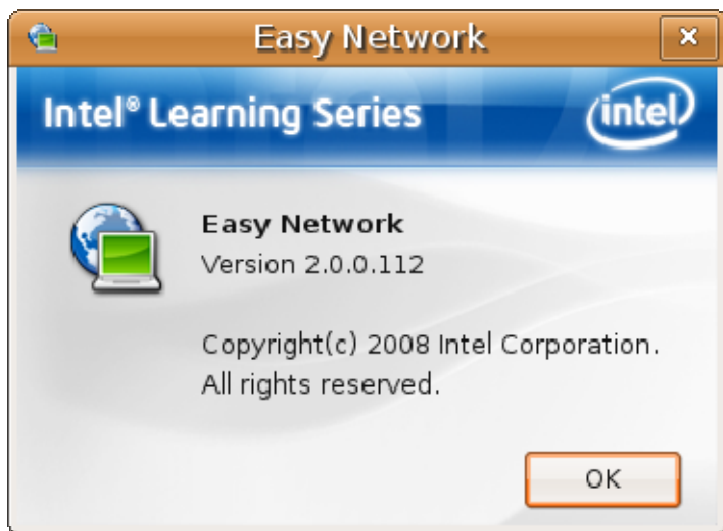 Easy Network
Intel® Learning Series
intel
Easy Network
Version 2.0.0.112
Copyright(c) 2008 Intel Corporation.
All rights reserved.
OK